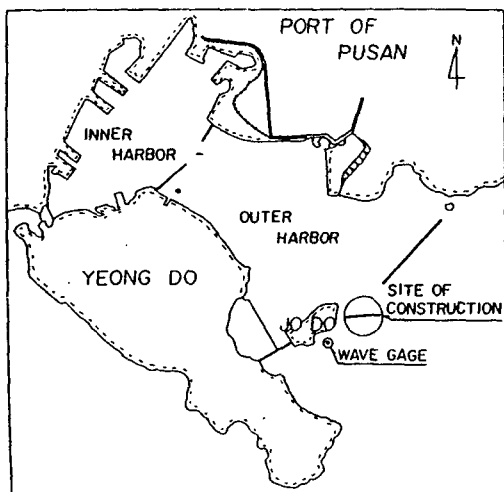 PORT OF
PUSAN
N
INNER
HARBOR
OUTER
HARBOR
YEONG DO
SITE OF
CONSTRUCTION
JO DO
WAVE GAGE